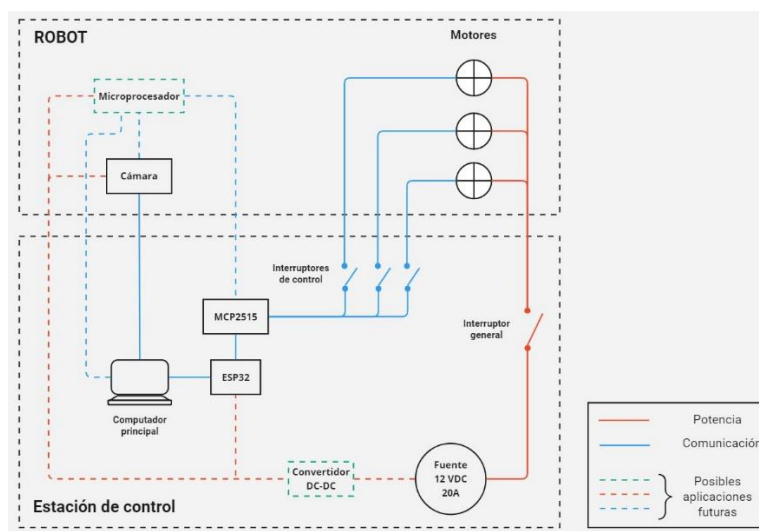 ROBOT
Motores
Microprocesador
Cámara
Interruptores
de control
MCP2515
Interruptor
general
ESP32
Computador
principal
Convertidor
DC-DC
Fuente
12 VDC
20A
Estación de control
Potencia
Comunicación
Posibles
aplicaciones
futuras